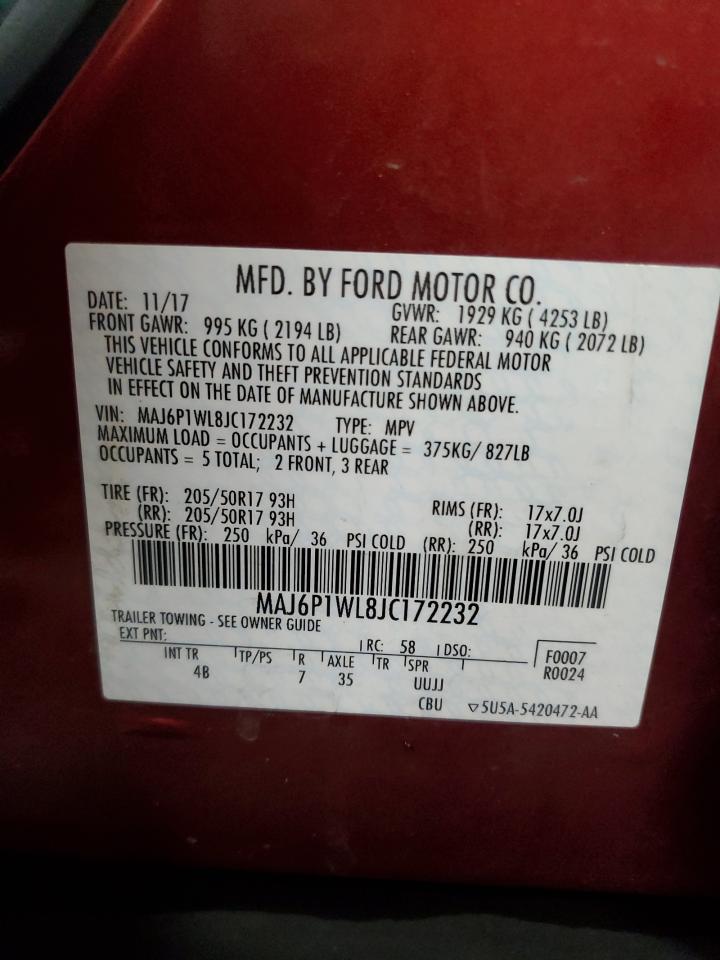 MFD. BY FORD MOTOR CO.
DATE: 11/17 GVWR: 1929 KG ( 4253 LB)
FRONT GAWR: 995 KG ( 2194 LB) REAR GAWR: 940 KG ( 2072 LB)
THIS VEHICLE CONFORMS TO ALL APPLICABLE FEDERAL MOTOR
VEHICLE SAFETY AND THEFT PREVENTION STANDARDS
IN EFFECT ON THE DATE OF MANUFACTURE SHOWN ABOVE.
VIN: MAJ6P1WL8JC172232 TYPE: MPV
MAXIMUM LOAD = OCCUPANTS + LUGGAGE = 375KG/ 827LB
OCCUPANTS = 5 TOTAL; 2 FRONT, 3 REAR
TIRE (FR): 205/50R17 93H RIMS (FR): 17x7.0J
(RR): 205/50R17 93H (RR): 17x7.0J
PRESSURE (FR): 250 kPa/ 36 PSI COLD (RR): 250 kPa/ 36 PSI COLD
MAJ6P1WL8JC172232
TRAILER TOWING - SEE OWNER GUIDE
EXT PNT: RC: 58 DSO: F0007
INT TR TP/PS R AXLE TR SPR R0024
4B 7 35 UUJJ
CBU ▽5U5A-5420472-AA